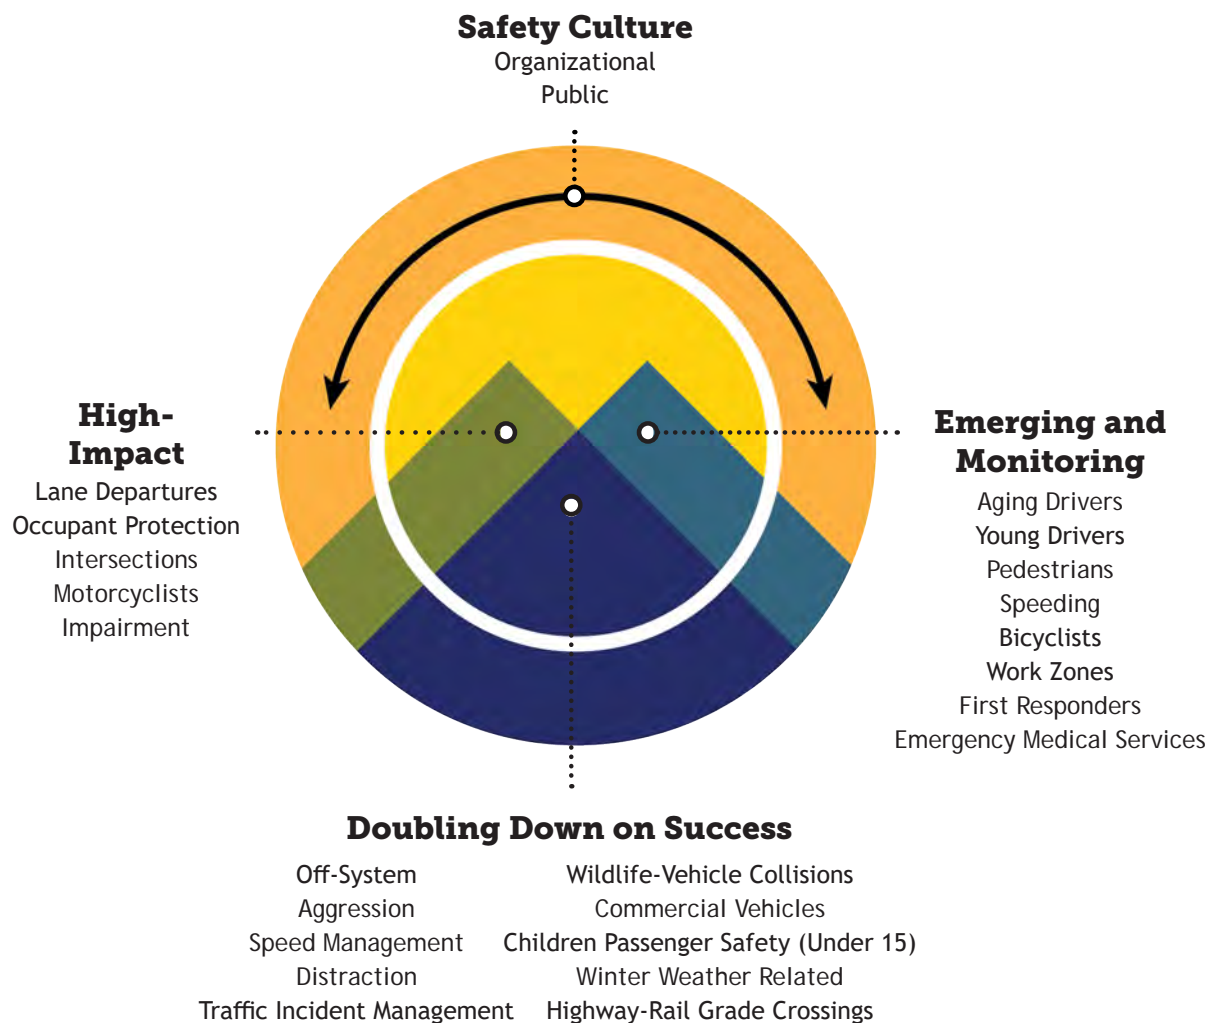 Safety Culture
Organizational
Public
High-
Impact
Lane Departures
Occupant Protection
Intersections
Motorcyclists
Impairment
Emerging and
Monitoring
Aging Drivers
Young Drivers
Pedestrians
Speeding
Bicyclists
Work Zones
First Responders
Emergency Medical Services
Doubling Down on Success
Off-System
Aggression
Speed Management
Distraction
Traffic Incident Management
Wildlife-Vehicle Collisions
Commercial Vehicles
Children Passenger Safety (Under 15)
Winter Weather Related
Highway-Rail Grade Crossings